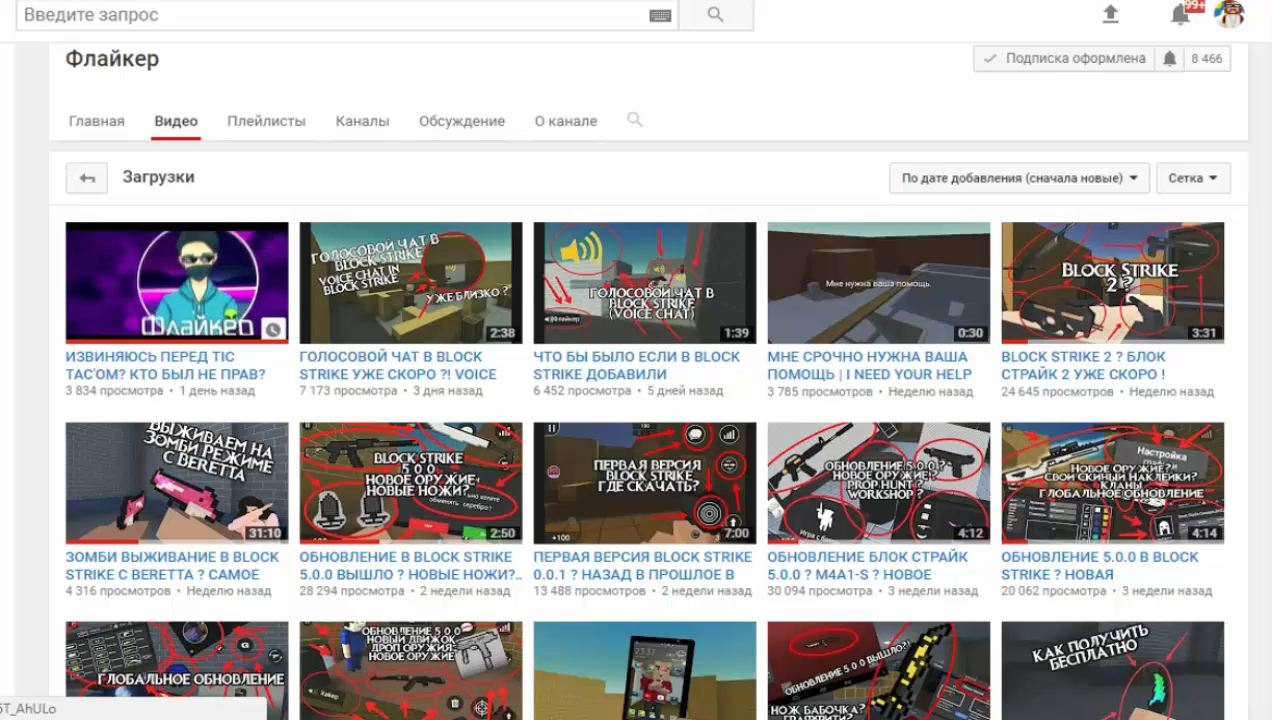 Введите запрос
99+
Флайкер
Подписка оформлена 8 466
Главная Видео Плейлисты Каналы Обсуждение О канале
Загрузки
По дате добавления (сначала новые) Сетка
Флайкер
ИЗВИНЯЮСЬ ПЕРЕД TIC
ТАС'ОМ? КТО БЫЛ НЕ ПРАВ?
3 834 просмотра • 1 день назад
ГОЛОСОВОЙ ЧАТ В
BLOCK STRIKE
VOICE CHAT IN
BLOCK STRIKE
УЖЕ БЛИЗКО ?
2:38
ГОЛОСОВОЙ ЧАТ В BLOCK
STRIKE УЖЕ СКОРО ?! VOICE
7 173 просмотра • 3 дня назад
ГОЛОСОВОЙ ЧАТ В
BLOCK STRIKE
(VOICE CHAT)
Флайкер
1:39
ЧТО БЫ БЫЛО ЕСЛИ В BLOCK
STRIKE ДОБАВИЛИ
6 452 просмотра • 5 дней назад
Мне нужна ваша помощь.
0:30
МНЕ СРОЧНО НУЖНА ВАША
ПОМОЩЬ | I NEED YOUR HELP
3 785 просмотров • Неделю назад
BLOCK STRIKE
2 ?
3:31
BLOCK STRIKE 2 ? БЛОК
СТРАЙК 2 УЖЕ СКОРО !
24 645 просмотров • Неделю назад
ВЫЖИВАЕМ НА
ЗОМБИ РЕЖИМЕ
С BERETTA
31:10
ЗОМБИ ВЫЖИВАНИЕ В BLOCK
STRIKE С BERETTA ? САМОЕ
4 316 просмотров • Неделю назад
BLOCK STRIKE
5.0.0
НОВОЕ ОРУЖИЕ?
НОВЫЕ НОЖИ?
обменять серебро?
2:50
ОБНОВЛЕНИЕ В BLOCK STRIKE
5.0.0 ВЫШЛО ? НОВЫЕ НОЖИ?..
28 294 просмотра • 2 недели назад
ПЕРВАЯ ВЕРСИЯ
BLOCK STRIKE
ГДЕ СКАЧАТЬ?
+100
7:00
ПЕРВАЯ ВЕРСИЯ BLOCK STRIKE
0.0.1 ? НАЗАД В ПРОШЛОЕ В
13 488 просмотров • 2 недели назад
ОБНОВЛЕНИЕ 5.0.0 ?
НОВОЕ ОРУЖИЕ?
PROP HUNT ?
WORKSHOP ?
4:12
ОБНОВЛЕНИЕ БЛОК СТРАЙК
5.0.0 ? M4A1-S ? НОВОЕ
30 094 просмотра • 3 недели назад
Настройка
НОВОЕ ОРУЖИЕ?
СВОИ СКИНЫ И НАКЛЕЙКИ?
КЛАНЫ
ГЛОБАЛЬНОЕ ОБНОВЛЕНИЕ
4:14
ОБНОВЛЕНИЕ 5.0.0 В BLOCK
STRIKE ? НОВАЯ
20 062 просмотра • 3 недели назад
ГЛОБАЛЬНОЕ ОБНОВЛЕНИЕ
ОБНОВЛЕНИЕ 5.0.0
НОВЫЙ ДВИЖОК
ДРОП ОРУЖИЯ
НОВОЕ ОРУЖИЕ
Хакер
23:37
ОБНОВЛЕНИЕ 5.0.0 ВЫШЛО?
НОЖ БАБОЧКА?
КАК ПОЛУЧИТЬ
БЕСПЛАТНО
5T_AhULo